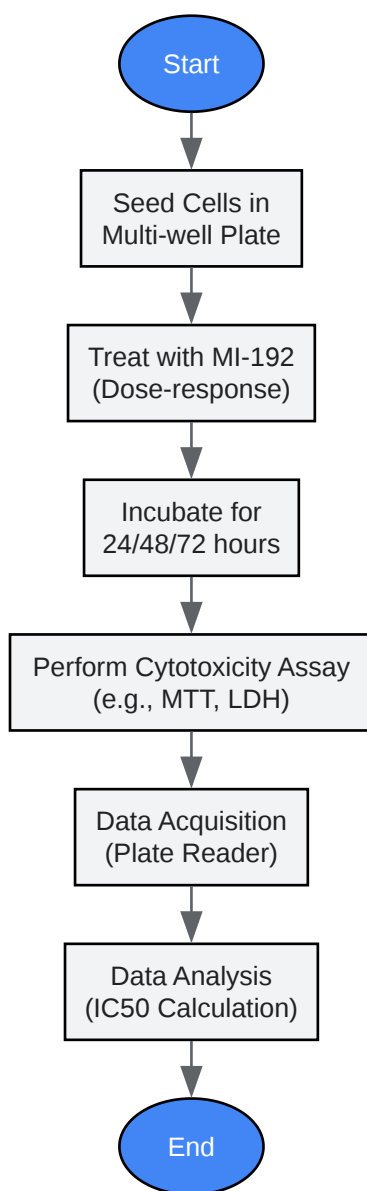 Start
Seed Cells in
Multi-well Plate
Treat with MI-192
(Dose-response)
Incubate for
24/48/72 hours
Perform Cytotoxicity Assay
(e.g., MTT, LDH)
Data Acquisition
(Plate Reader)
Data Analysis
(IC50 Calculation)
End